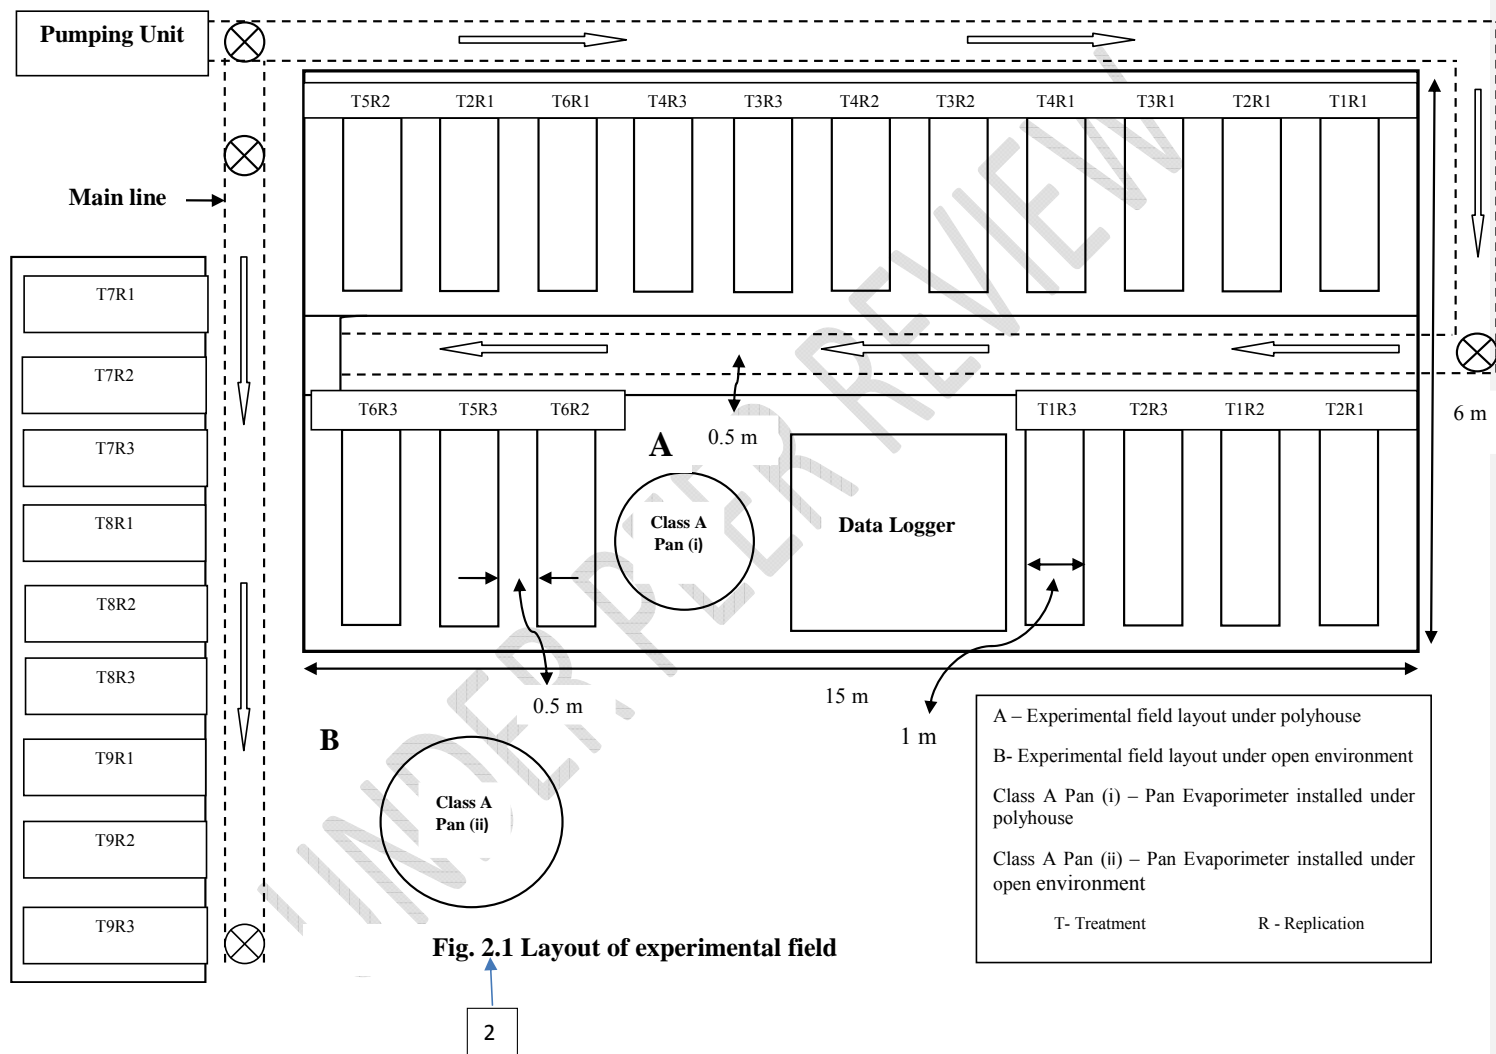 Pumping Unit
T5R2 T2R1 T6R1 T4R3 T3R3 T4R2 T3R2 T4R1 T3R1 T2R1 T1R1
Main line
T7R1
T7R2
T7R3
T8R1
T8R2
T8R3
T9R1
T9R2
T9R3
T6R3 T5R3 T6R2
T1R3 T2R3 T1R2 T2R1
6 m
0.5 m
A
Class A
Pan (i)
Data Logger
0.5 m
15 m
1 m
B
Class A
Pan (ii)
A – Experimental field layout under polyhouse
B- Experimental field layout under open environment
Class A Pan (i) – Pan Evaporimeter installed under
polyhouse
Class A Pan (ii) – Pan Evaporimeter installed under
open environment
T- Treatment R - Replication
Fig. 2.1 Layout of experimental field
2
UNDER PEER REVIEW